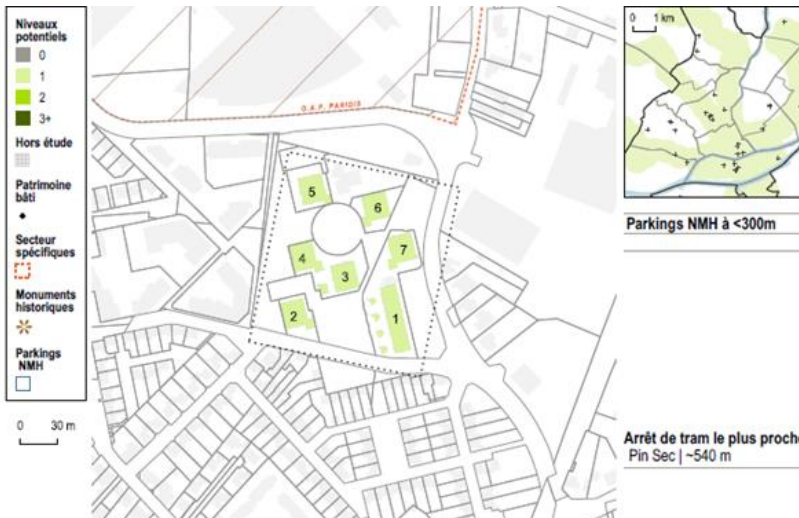 Niveaux
potentiels
0
1
2
3+
Hors étude
Patrimoine
bâti
Secteur
spécifiques
Monuments
historiques
Parkings
NMH
0 30 m
O.A.P. PARIDIS
5
6
7
4
3
2
1
0 1 km
Parkings NMH à <300m
Arrêt de tram le plus proche
Pin Sec | ~540 m